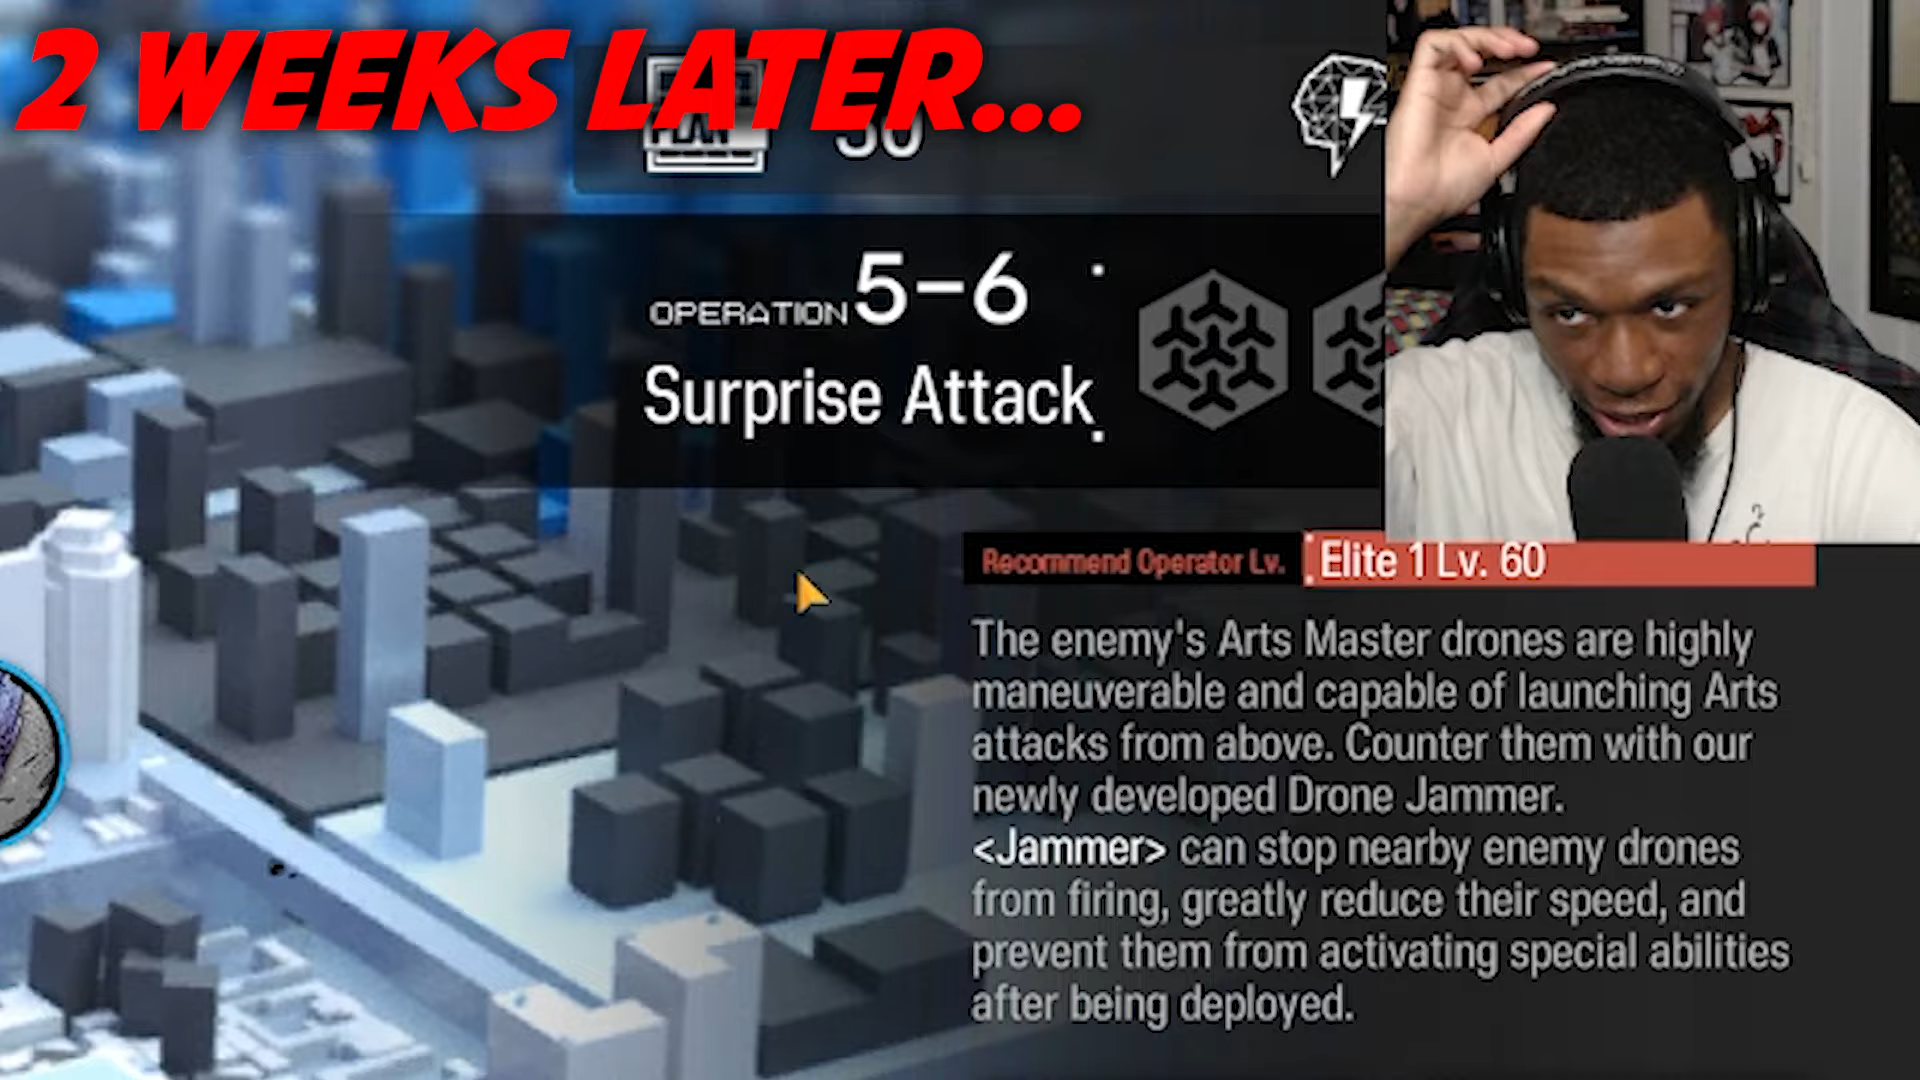 2 WEEKS LATER...
PLAN
30
OPERATION 5-6
Surprise Attack
Recommend Operator Lv.
Elite 1 Lv. 60
The enemy's Arts Master drones are highly
maneuverable and capable of launching Arts
attacks from above. Counter them with our
newly developed Drone Jammer.
<Jammer> can stop nearby enemy drones
from firing, greatly reduce their speed, and
prevent them from activating special abilities
after being deployed.